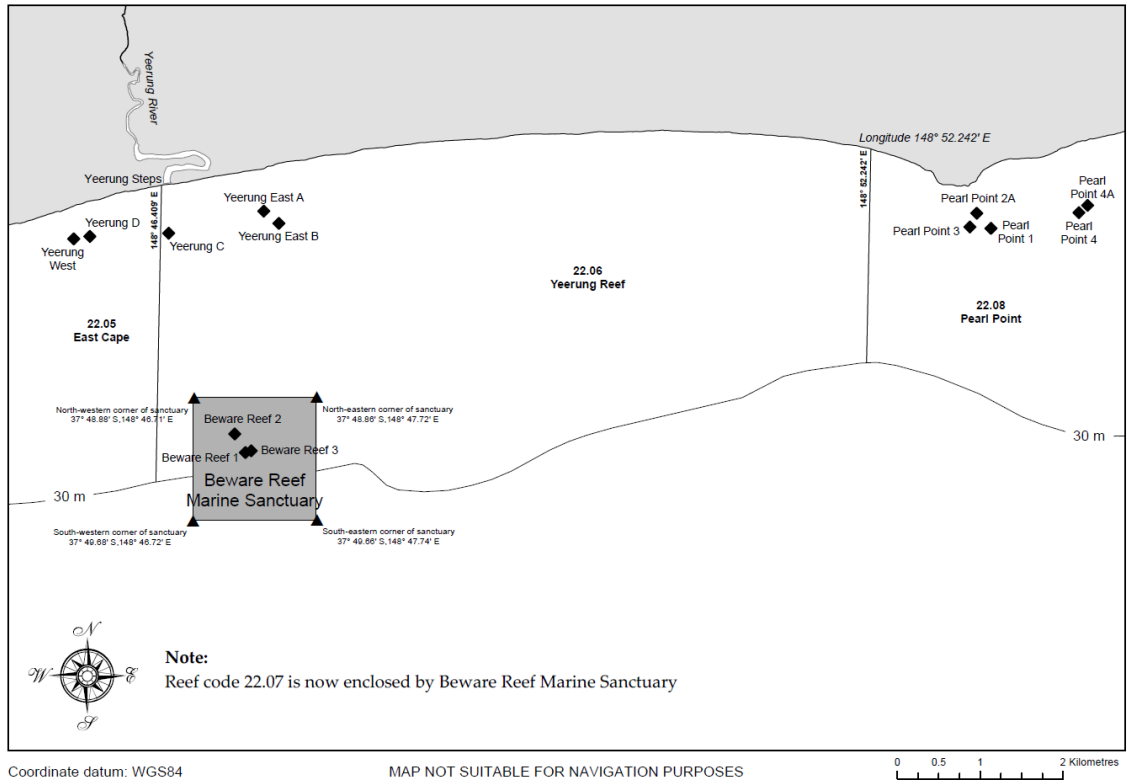 Yeerung River
Longitude 148° 52.242' E
Yeerung Steps
148° 46.409' E
148° 52.242' E
Yeerung East A
Yeerung East B
Yeerung D
Yeerung C
Yeerung
West
Pearl
Point 4A
Pearl Point 2A
Pearl Point 3
Pearl
Point 1
Pearl
Point 4
22.06
Yeerung Reef
22.08
Pearl Point
22.05
East Cape
North-western corner of sanctuary
37° 48.88' S,148° 46.71' E
North-eastern corner of sanctuary
37° 48.86' S,148° 47.72' E
Beware Reef 2
Beware Reef 3
Beware Reef 1
Beware Reef
Marine Sanctuary
30 m
30 m
South-western corner of sanctuary
37° 49.68' S,148° 46.72' E
South-eastern corner of sanctuary
37° 49.66' S,148° 47.74' E
N
W
E
S
Note:
Reef code 22.07 is now enclosed by Beware Reef Marine Sanctuary
Coordinate datum: WGS84
MAP NOT SUITABLE FOR NAVIGATION PURPOSES
0 0.5 1 2 Kilometres